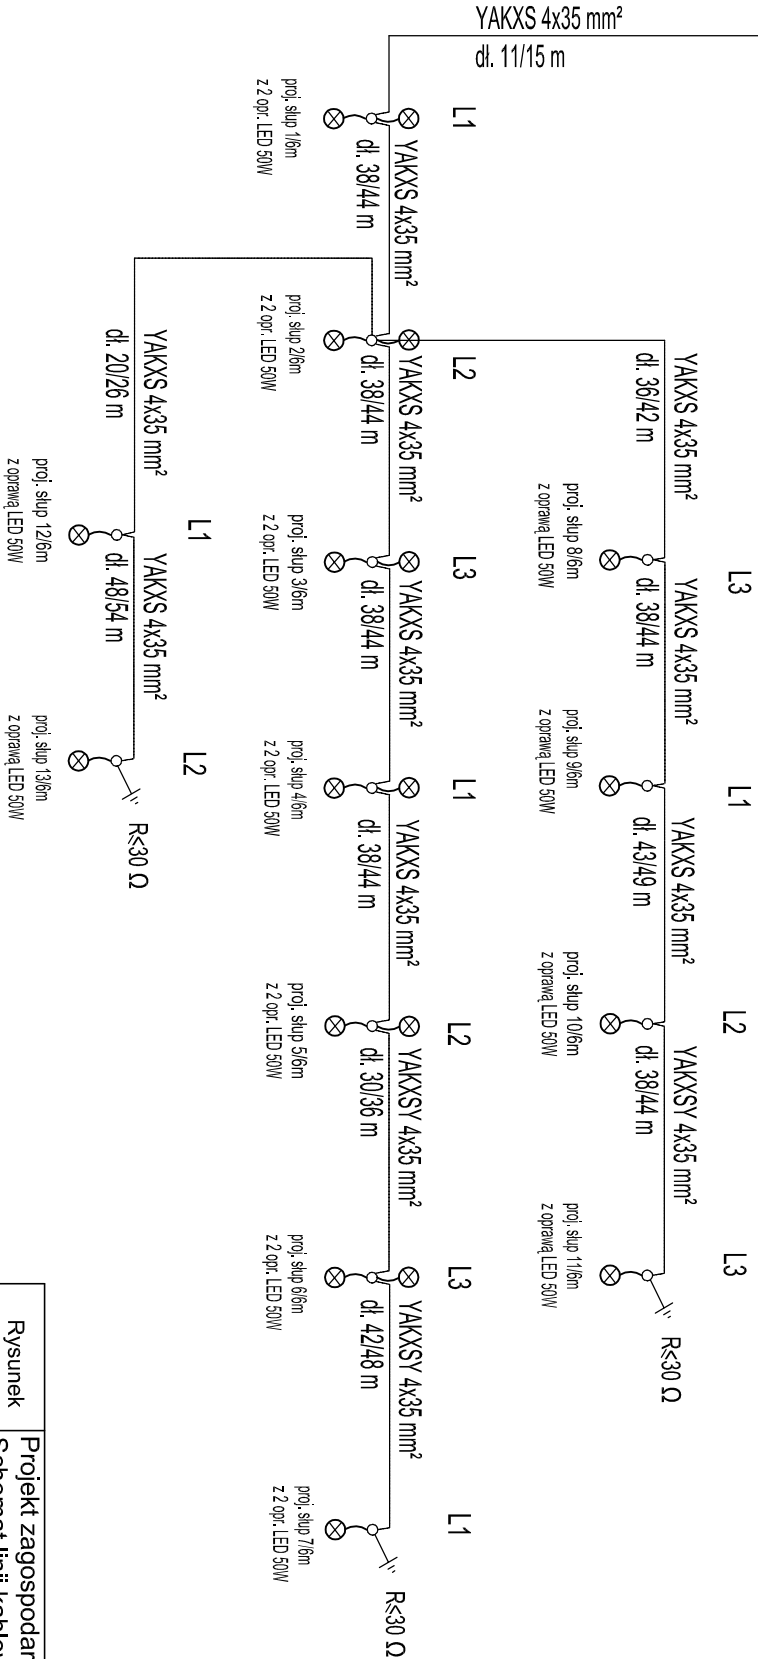 YAKXS 4x35 mm²
dł. 11/15 m
L1
YAKXS 4x35 mm²
dł. 38/44 m
proj. słup 1/6m
z 2 opr. LED 50W
L2
YAKXS 4x35 mm²
dł. 38/44 m
proj. słup 2/6m
z 2 opr. LED 50W
L3
YAKXS 4x35 mm²
dł. 38/44 m
proj. słup 3/6m
z 2 opr. LED 50W
L1
YAKXS 4x35 mm²
dł. 38/44 m
proj. słup 4/6m
z 2 opr. LED 50W
L2
YAKXSY 4x35 mm²
dł. 30/36 m
proj. słup 5/6m
z 2 opr. LED 50W
L3
YAKXSY 4x35 mm²
dł. 42/48 m
proj. słup 6/6m
z 2 opr. LED 50W
L1
proj. słup 7/6m
z 2 opr. LED 50W
R≤30 Ω
YAKXS 4x35 mm²
dł. 36/42 m
L3
proj. słup 8/6m
z oprawą LED 50W
YAKXS 4x35 mm²
dł. 38/44 m
L1
proj. słup 9/6m
z oprawą LED 50W
YAKXS 4x35 mm²
dł. 43/49 m
L2
proj. słup 10/6m
z oprawą LED 50W
YAKXSY 4x35 mm²
dł. 38/44 m
L3
proj. słup 11/6m
z oprawą LED 50W
R≤30 Ω
YAKXS 4x35 mm²
dł. 20/26 m
L1
proj. słup 12/6m
z oprawą LED 50W
YAKXS 4x35 mm²
dł. 48/54 m
L2
proj. słup 13/6m
z oprawą LED 50W
R≤30 Ω
Rysunek
Projekt zagospodar
Schemat linii kablow